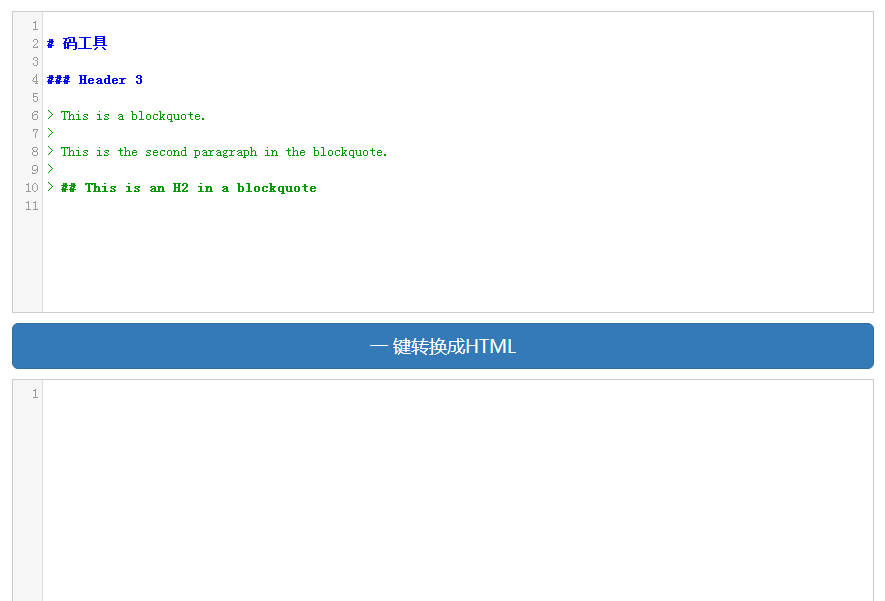 1
2 # 码工具
3
4 ### Header 3
5
6 > This is a blockquote.
7 >
8 > This is the second paragraph in the blockquote.
9 >
10 > ## This is an H2 in a blockquote
11
一键转换成HTML
1